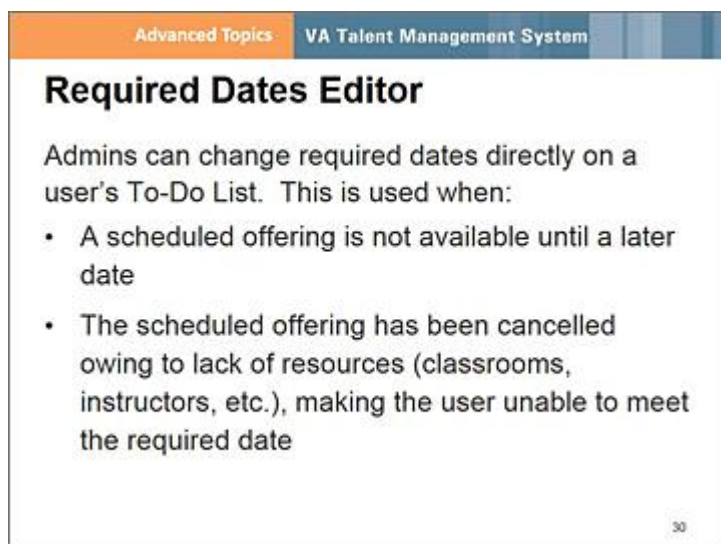 Advanced Topics VA Talent Management System
Required Dates Editor
Admins can change required dates directly on a
user's To-Do List.  This is used when:
• A scheduled offering is not available until a later
date
• The scheduled offering has been cancelled
owing to lack of resources (classrooms,
instructors, etc.), making the user unable to meet
the required date
30